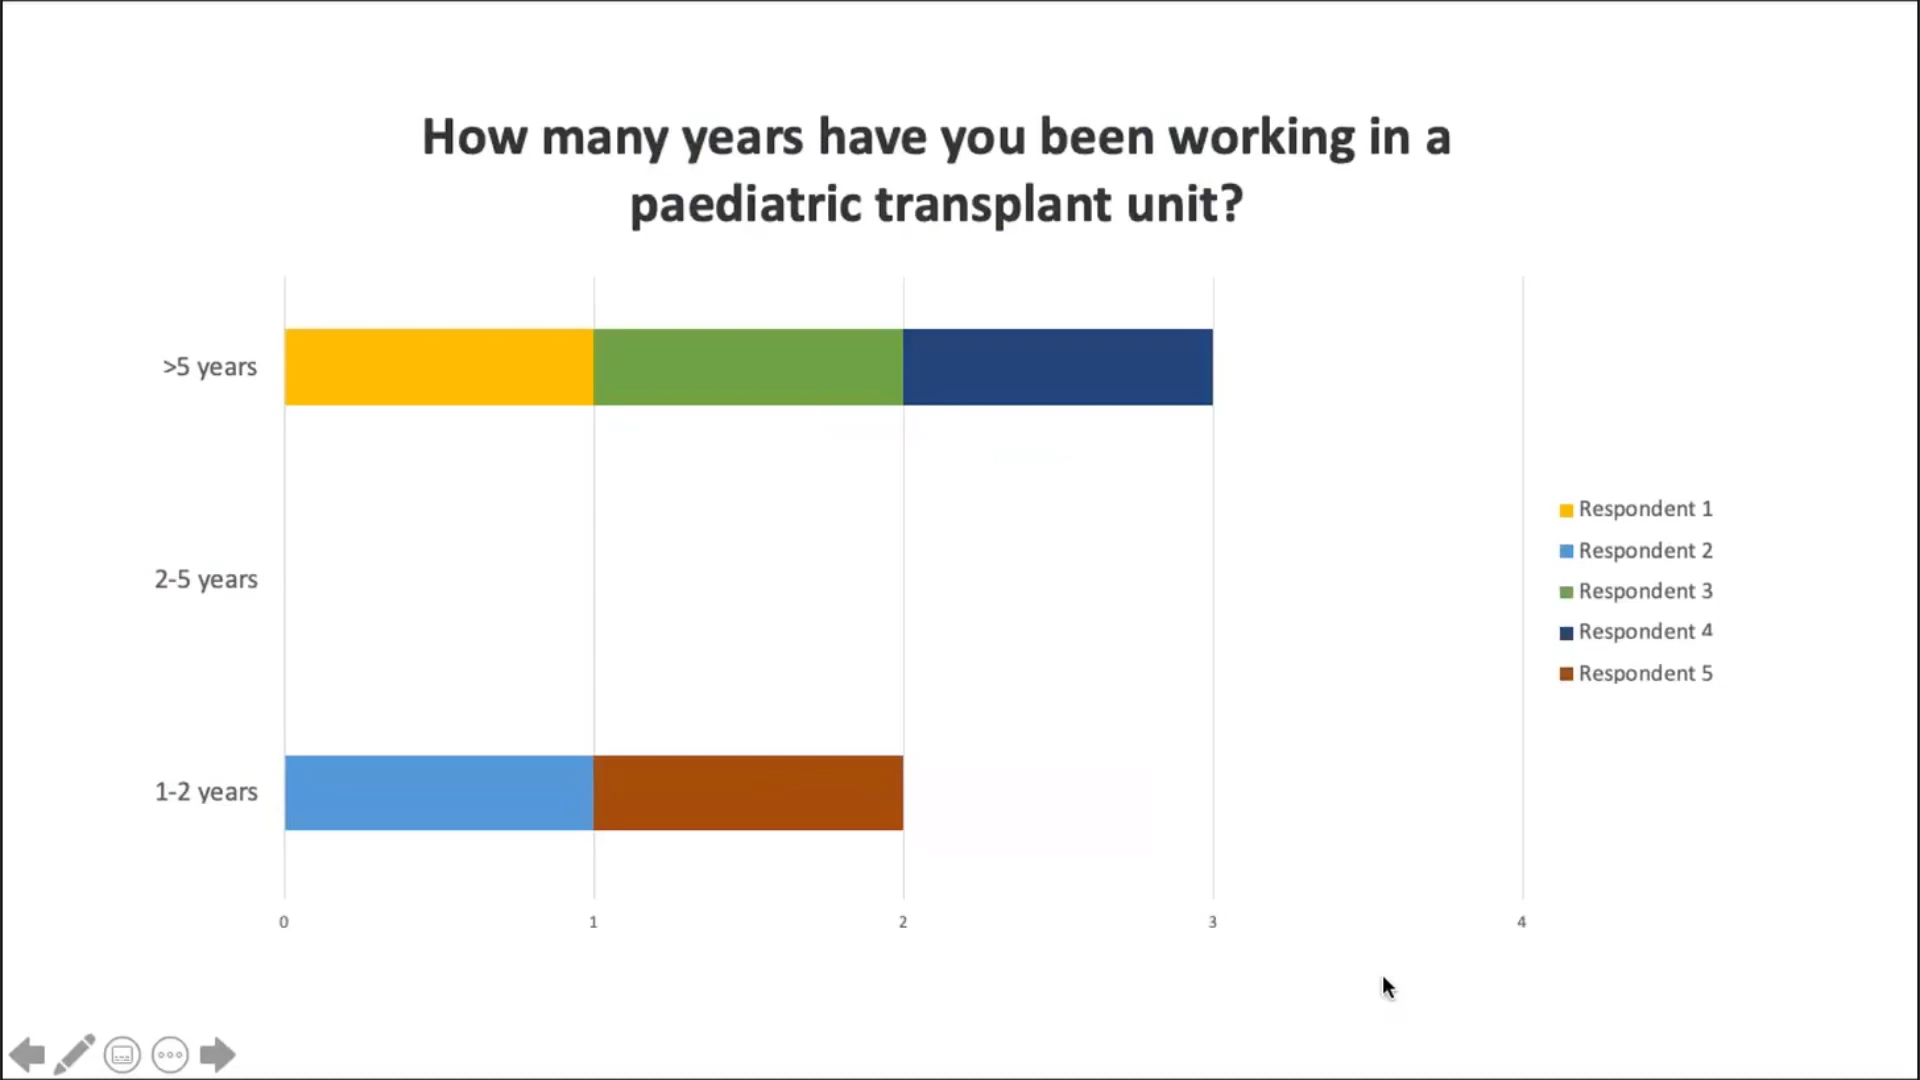 How many years have you been working in a
paediatric transplant unit?
>5 years
2-5 years
1-2 years
0 1 2 3 4
Respondent 1
Respondent 2
Respondent 3
Respondent 4
Respondent 5